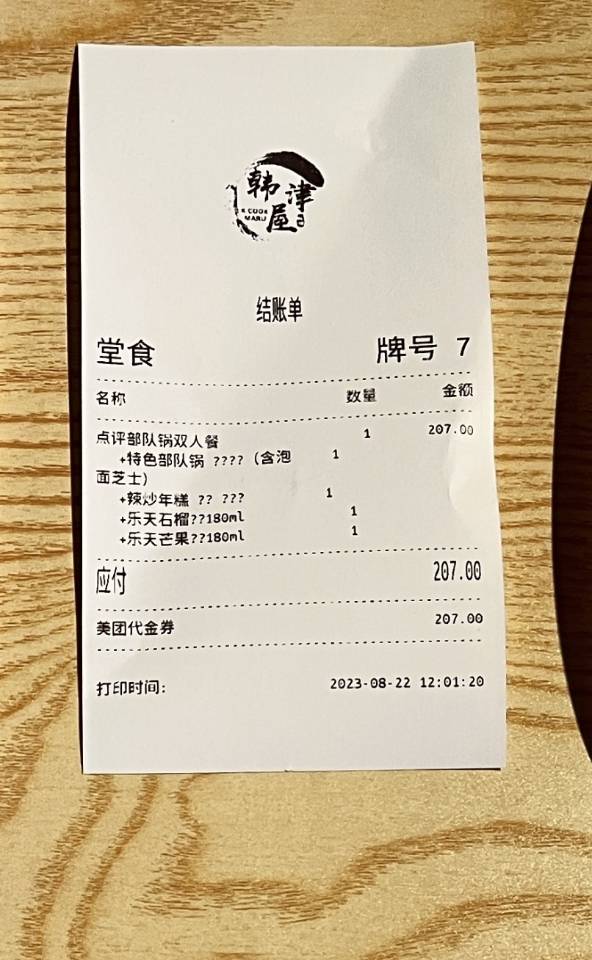 韩津屋
K COOK
MARU
结账单
堂食 牌号 7
名称 数量 金额
点评部队锅双人餐 1 207.00
+特色部队锅 ????（含泡 1
面芝士）
+辣炒年糕 ?? ??? 1
+乐天石榴??180ml 1
+乐天芒果??180ml 1
应付 207.00
美团代金券 207.00
打印时间: 2023-08-22 12:01:20